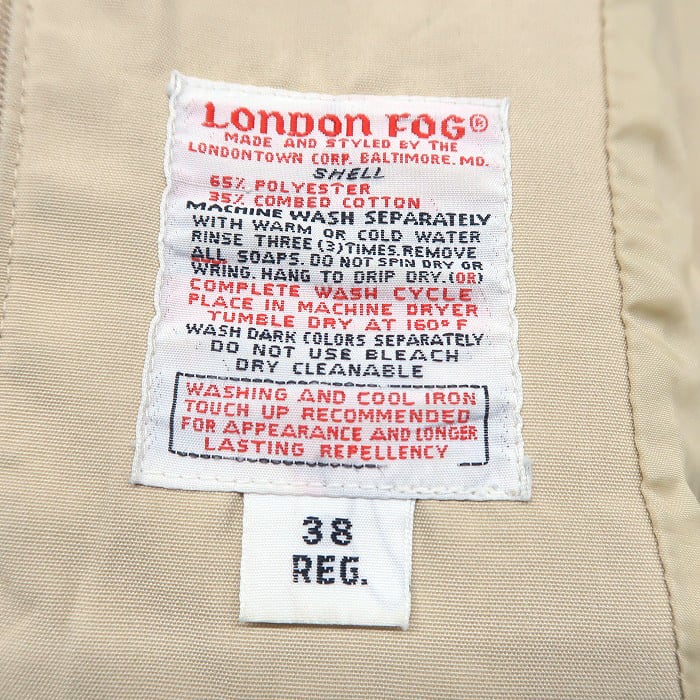 LONDON FOG®
MADE AND STYLED BY THE
LONDONTOWN CORP. BALTIMORE, MD.
SHELL
65% POLYESTER
35% COMBED COTTON
MACHINE WASH SEPARATELY
WITH WARM OR COLD WATER
RINSE THREE (3) TIMES. REMOVE
ALL SOAPS. DO NOT SPIN DRY OR
WRING. HANG TO DRIP DRY. (OR)
COMPLETE WASH CYCLE
PLACE IN MACHINE DRYER
TUMBLE DRY AT 160° F
WASH DARK COLORS SEPARATELY
DO NOT USE BLEACH
DRY CLEANABLE
WASHING AND COOL IRON
TOUCH UP RECOMMENDED
FOR APPEARANCE AND LONGER
LASTING REPELLENCY
38
REG.